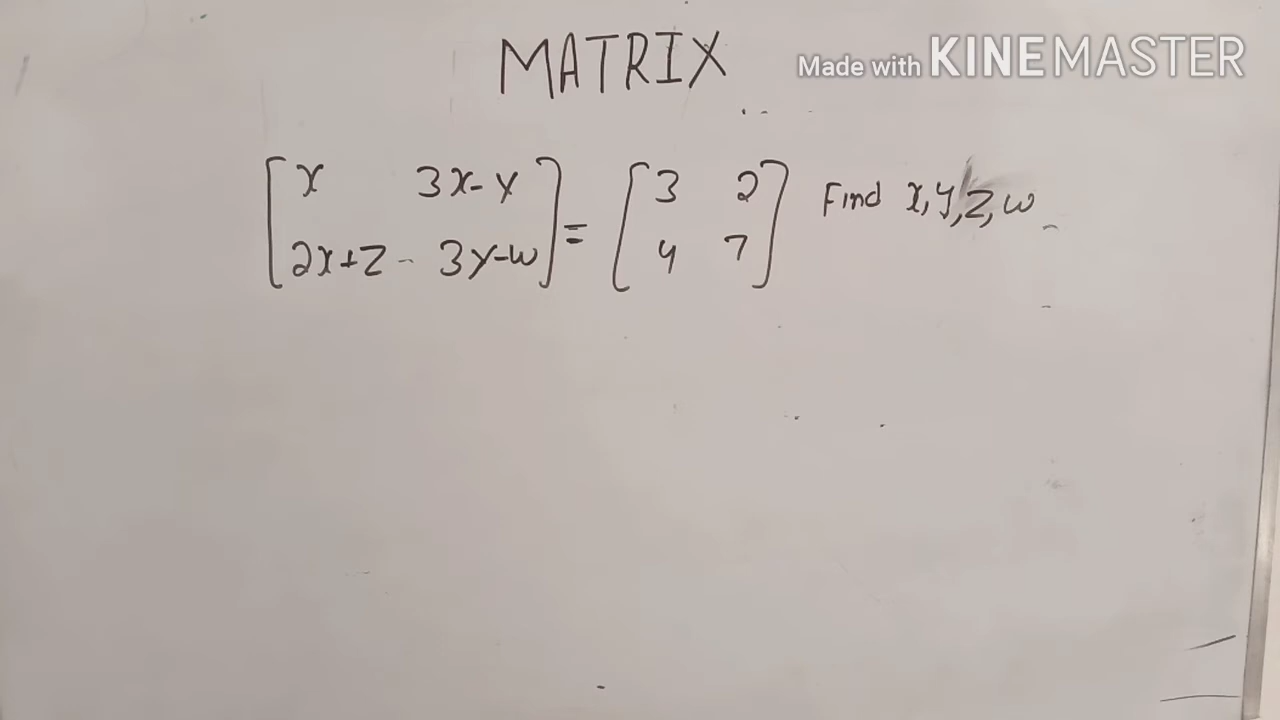 MATRIX
Made with KINEMASTER
[x 3x-y
2x+z 3y-w] = [3 2
4 7] Find x,y,z,w